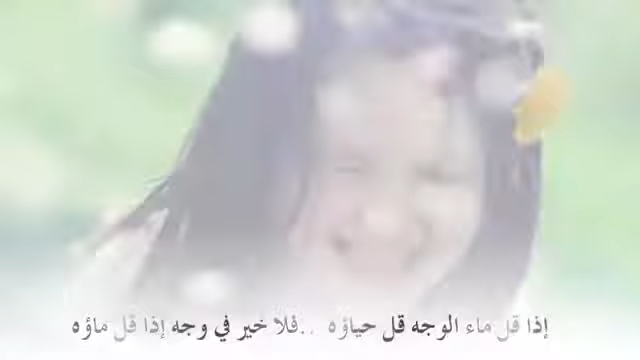 إذا قل ماء الوجه قل حياؤه ..فلا خير في وجه إذا قل ماؤه